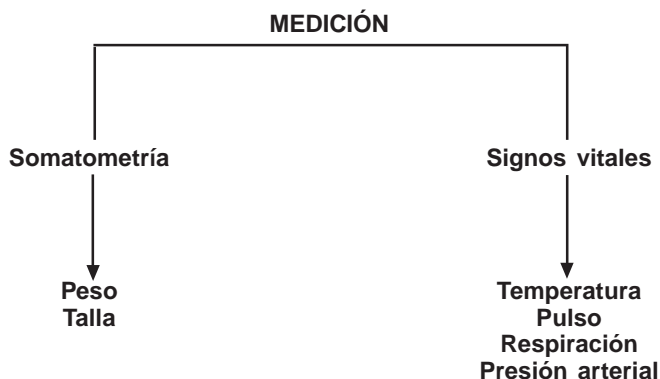 MEDICIÓN
Somatometría
Signos vitales
Peso
Talla
Temperatura
Pulso
Respiración
Presión arterial